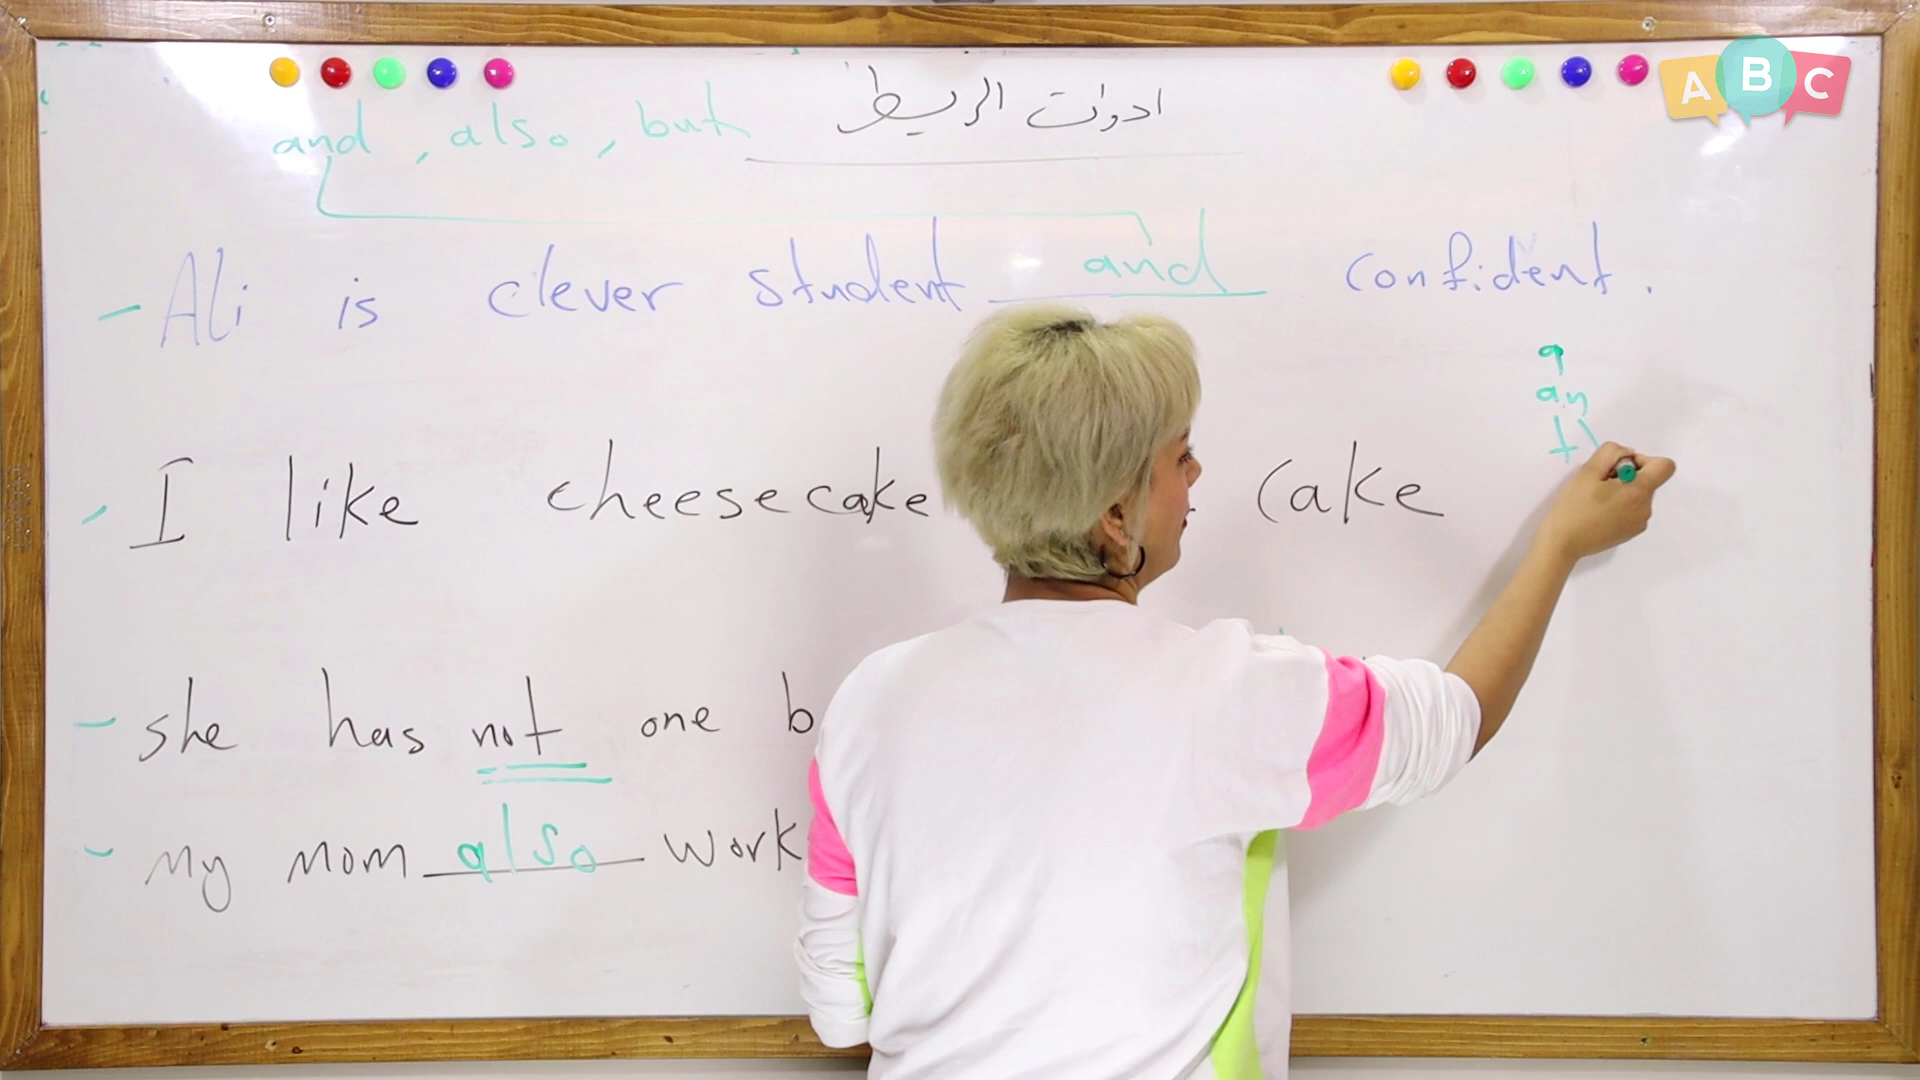 and , also , but ادوات الربط
- Ali is clever student and confident .
a
an
- I like cheesecake cake
- she has not one
- my mom also work
A B C